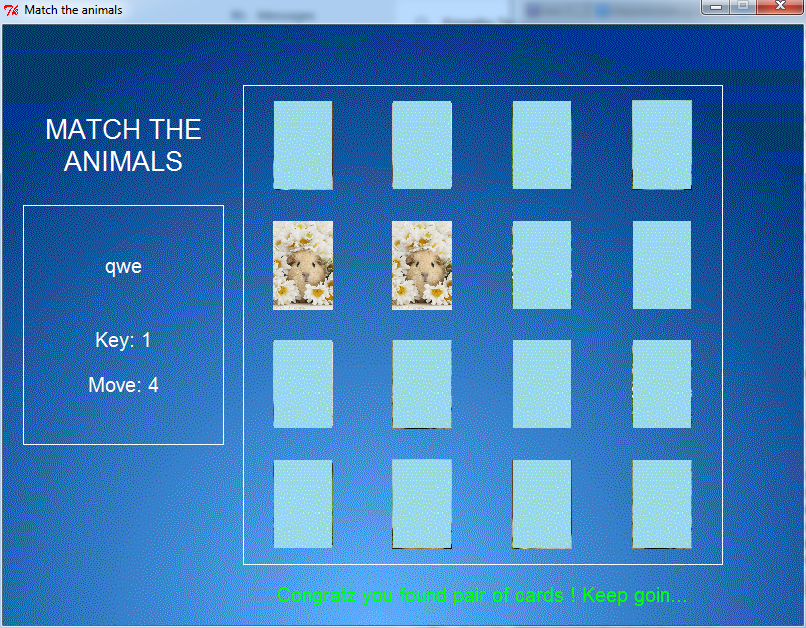 Match the animals
MATCH THE
ANIMALS
qwe
Key: 1
Move: 4
Congratz you found pair of cards ! Keep goin...